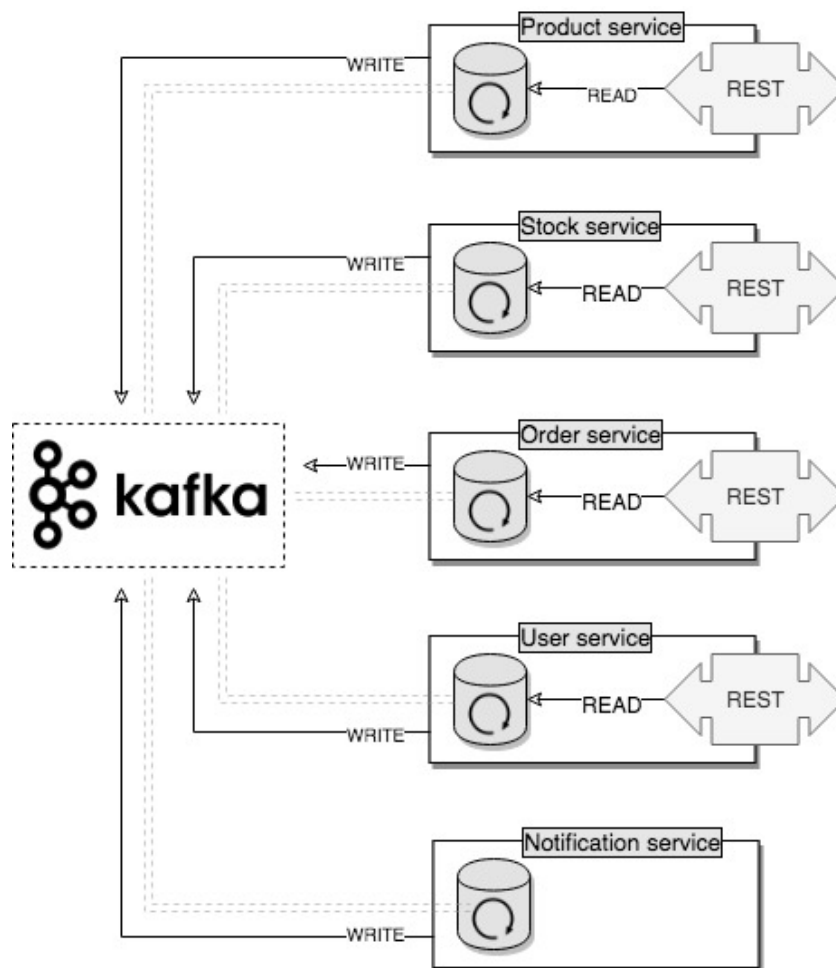 Product service
WRITE
READ
REST
Stock service
WRITE
READ
REST
Order service
WRITE
READ
REST
kafka
User service
READ
REST
WRITE
Notification service
WRITE